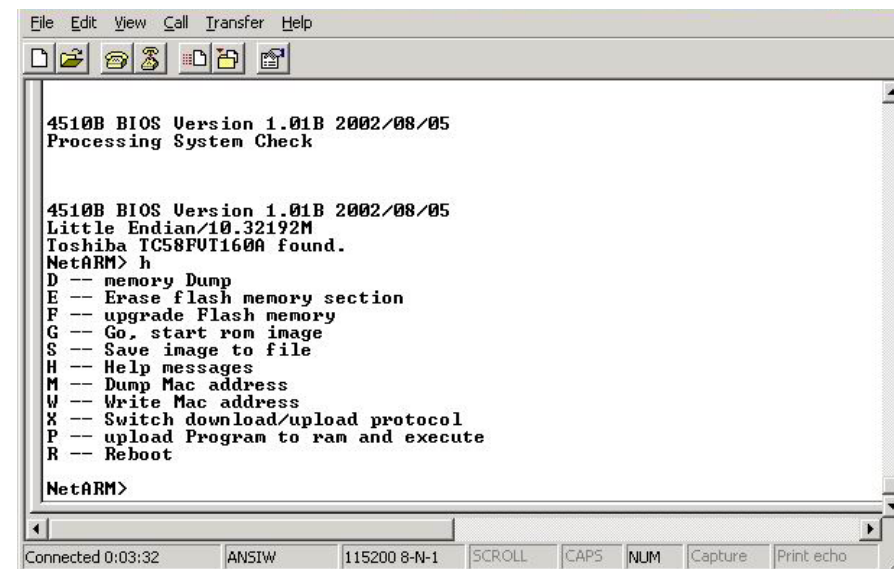 File Edit View Call Transfer Help
4510B BIOS Version 1.01B 2002/08/05
Processing System Check
4510B BIOS Version 1.01B 2002/08/05
Little Endian/10.32192M
Toshiba TC58FVT160A found.
NetARM> h
D -- memory Dump
E -- Erase flash memory section
F -- upgrade Flash memory
G -- Go, start rom image
S -- Save image to file
H -- Help messages
M -- Dump Mac address
W -- Write Mac address
X -- Switch download/upload protocol
P -- upload Program to ram and execute
R -- Reboot
NetARM>
Connected 0:03:32 ANSIW 115200 8-N-1 SCROLL CAPS NUM Capture Print echo